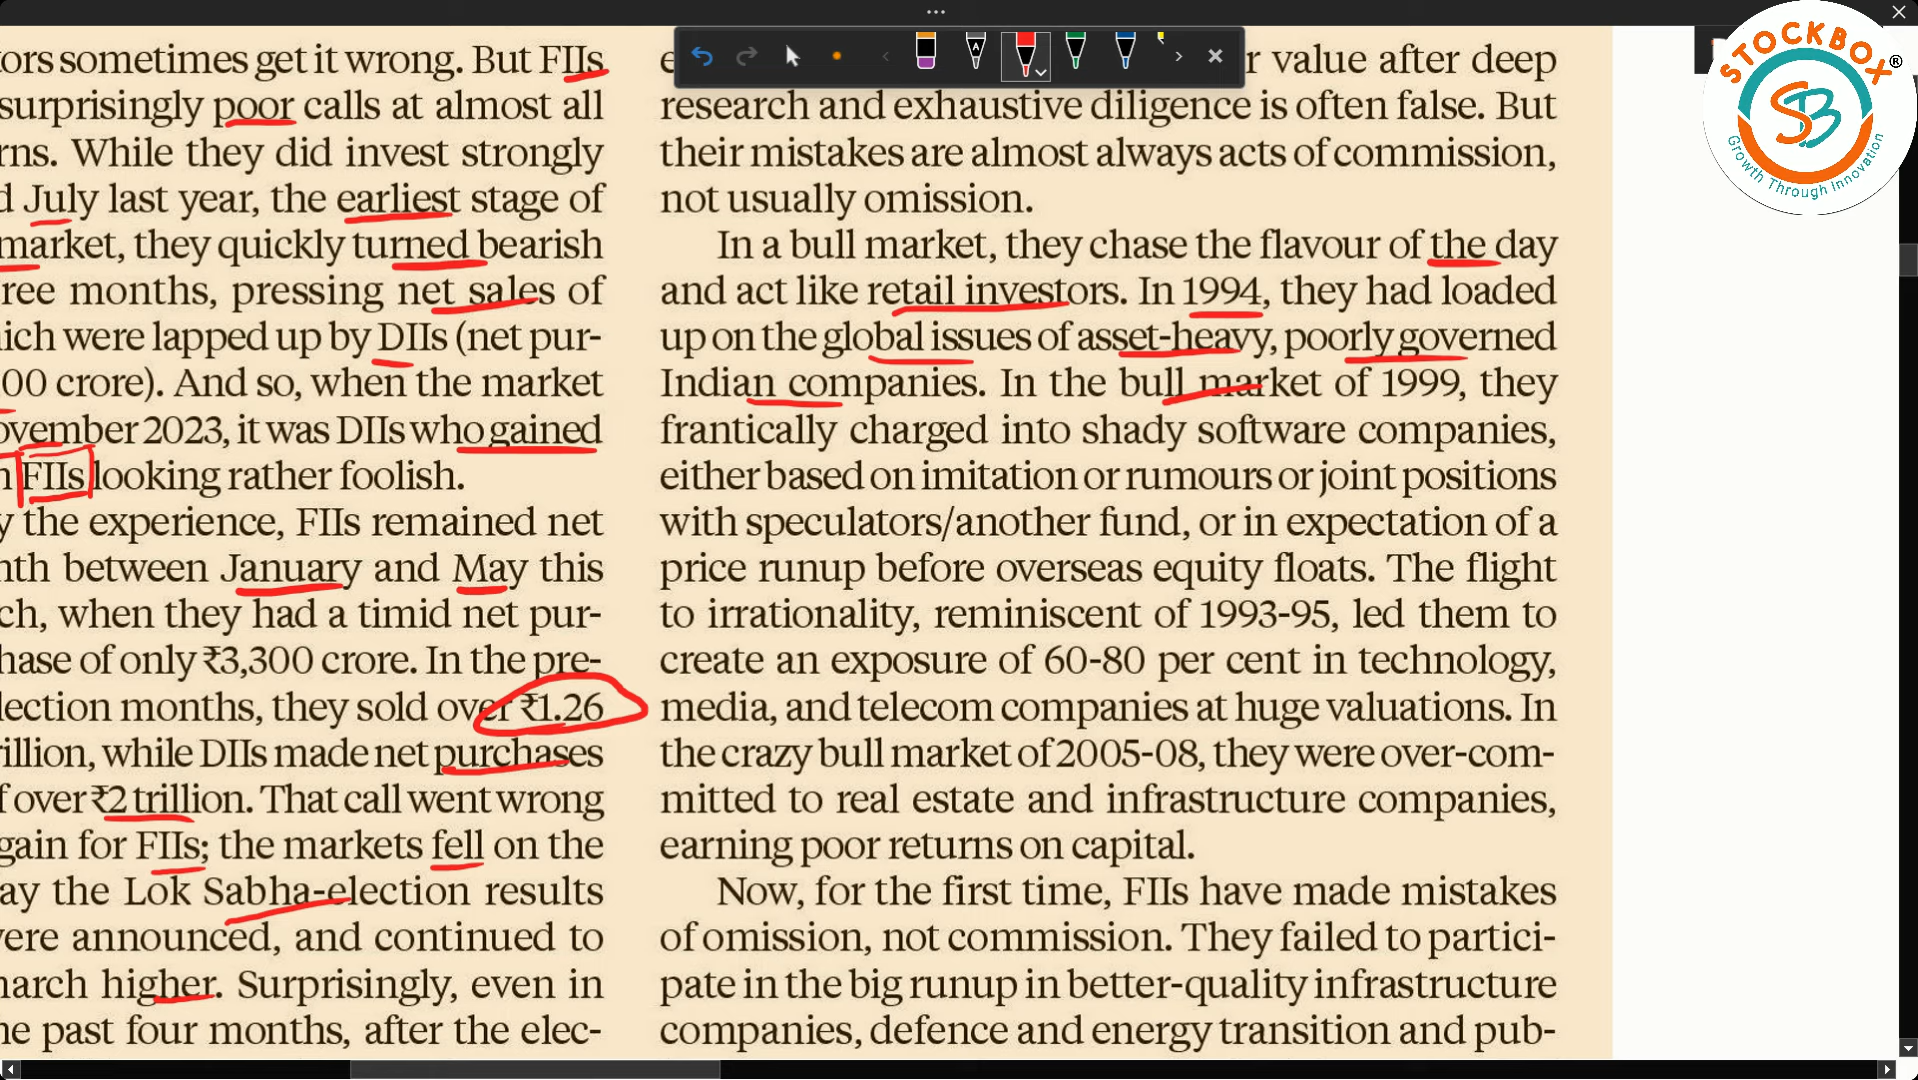 ors sometimes get it wrong. But FIIs
surprisingly poor calls at almost all
rns. While they did invest strongly
d July last year, the earliest stage of
market, they quickly turned bearish
ree months, pressing net sales of
ich were lapped up by DIIs (net pur-
00 crore). And so, when the market
ovember 2023, it was DIIs who gained
n FIIs looking rather foolish.
y the experience, FIIs remained net
nth between January and May this
ch, when they had a timid net pur-
hase of only ₹3,300 crore. In the pre-
lection months, they sold over ₹1.26
rillion, while DIIs made net purchases
f over ₹2 trillion. That call went wrong
gain for FIIs; the markets fell on the
ay the Lok Sabha-election results
vere announced, and continued to
narch higher. Surprisingly, even in
he past four months, after the elec-
r value after deep
research and exhaustive diligence is often false. But
their mistakes are almost always acts of commission,
not usually omission.
In a bull market, they chase the flavour of the day
and act like retail investors. In 1994, they had loaded
up on the global issues of asset-heavy, poorly governed
Indian companies. In the bull market of 1999, they
frantically charged into shady software companies,
either based on imitation or rumours or joint positions
with speculators/another fund, or in expectation of a
price runup before overseas equity floats. The flight
to irrationality, reminiscent of 1993-95, led them to
create an exposure of 60-80 per cent in technology,
media, and telecom companies at huge valuations. In
the crazy bull market of 2005-08, they were over-com-
mitted to real estate and infrastructure companies,
earning poor returns on capital.
Now, for the first time, FIIs have made mistakes
of omission, not commission. They failed to partici-
pate in the big runup in better-quality infrastructure
companies, defence and energy transition and pub-
STOCKBOX®
SB
Growth Through Innovation